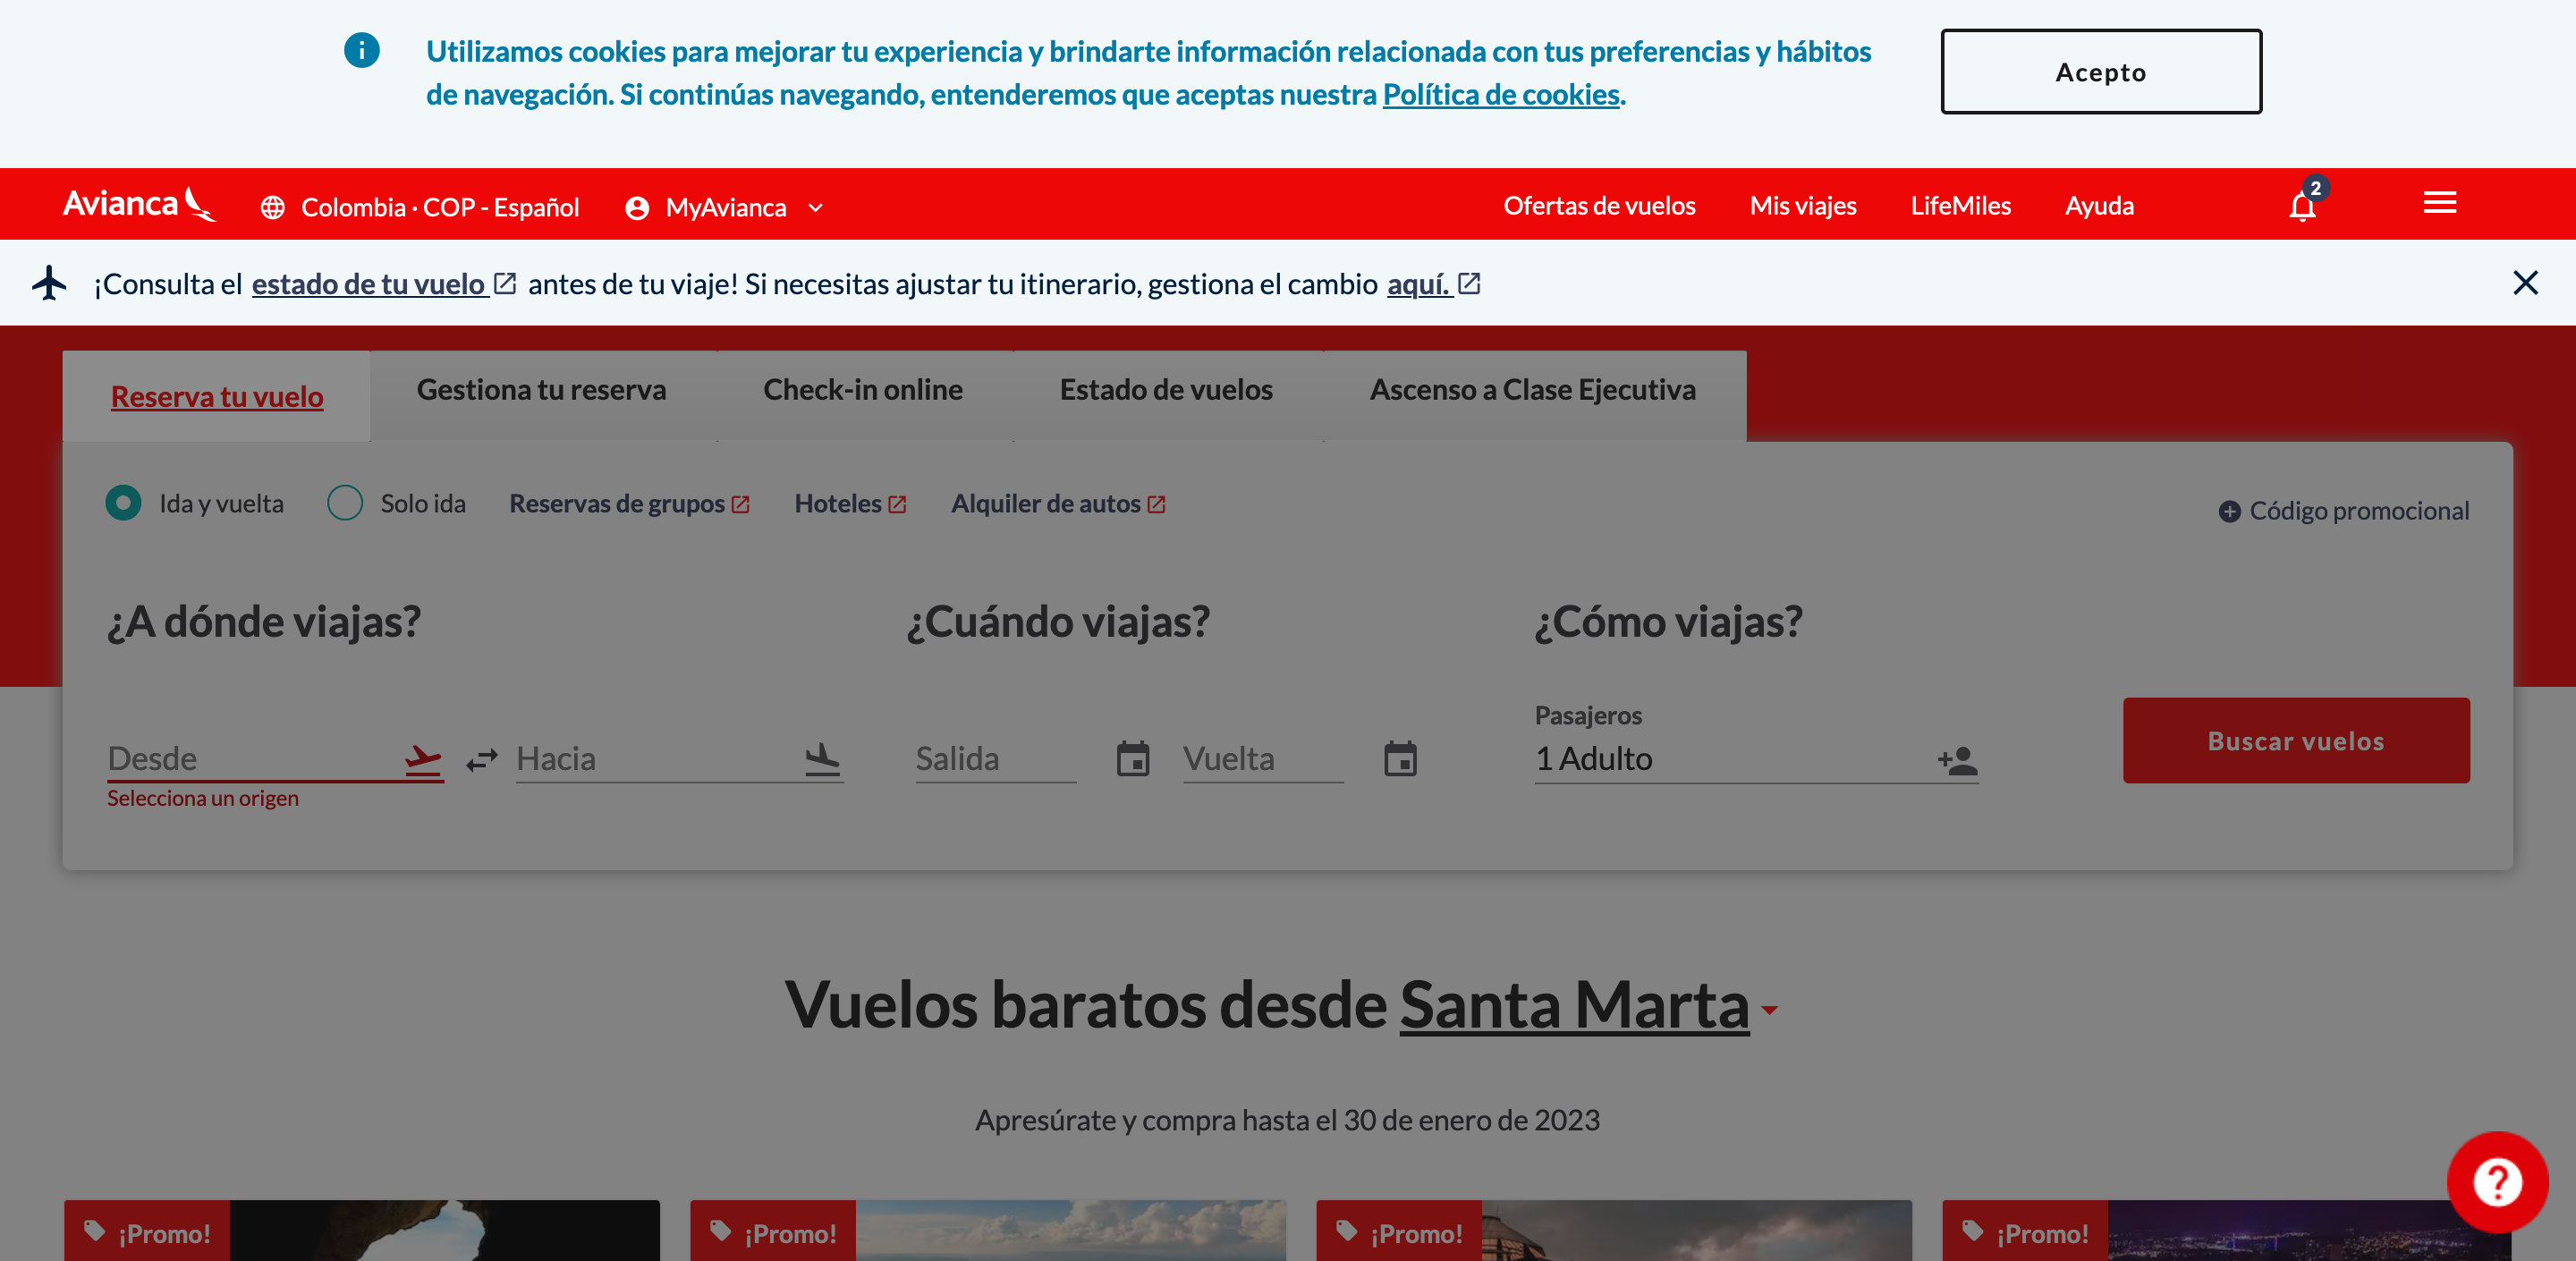 Utilizamos cookies para mejorar tu experiencia y brindarte información relacionada con tus preferencias y hábitos
de navegación. Si continúas navegando, entenderemos que aceptas nuestra Política de cookies.
Acepto
Avianca
Colombia · COP - Español
MyAvianca
Ofertas de vuelos
Mis viajes
LifeMiles
Ayuda
2
¡Consulta el estado de tu vuelo antes de tu viaje! Si necesitas ajustar tu itinerario, gestiona el cambio aquí.
Reserva tu vuelo
Gestiona tu reserva
Check-in online
Estado de vuelos
Ascenso a Clase Ejecutiva
Ida y vuelta
Solo ida
Reservas de grupos
Hoteles
Alquiler de autos
Código promocional
¿A dónde viajas?
¿Cuándo viajas?
¿Cómo viajas?
Pasajeros
Desde
Hacia
Salida
Vuelta
1 Adulto
Buscar vuelos
Selecciona un origen
Vuelos baratos desde Santa Marta
Apresúrate y compra hasta el 30 de enero de 2023
?
¡Promo!
¡Promo!
¡Promo!
¡Promo!